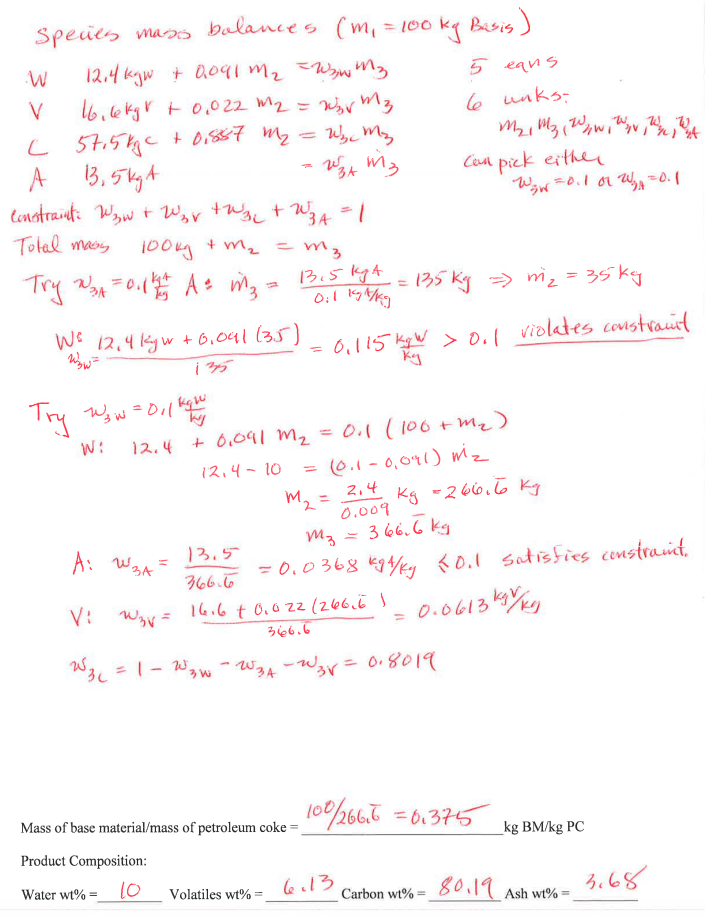 Species mass balances (m₁ = 100 kg Basis)
W 12.4 kgw + 0.091 m₂ = w₃w m₃ 5 eqns
V 16.6 kgV + 0.022 m₂ = w₃v m₃ 6 unks:
C 57.5 kgC + 0.887 m₂ = w₃c m₃ m₂, m₃, w₃w, w₃v, w₃c, w₃A
A 13.5 kgA = w₃A ṁ₃ Can pick either
w₃w = 0.1 or w₃A = 0.1
Constraint: w₃w + w₃v + w₃c + w₃A = 1
Total mass 100 kg + m₂ = m₃
Try w₃A = 0.1 kgA/kg A: ṁ₃ = 13.5 kgA / 0.1 kgA/kg = 135 kg ⇒ ṁ₂ = 35 kg
W: w₃w = 12.4 kgw + 0.091 (35) / 135 = 0.115 kgW/kg > 0.1 violates constraint
Try w₃w = 0.1 kgW/kg
W: 12.4 + 0.091 m₂ = 0.1 (100 + m₂)
12.4 - 10 = (0.1 - 0.091) ṁ₂
m₂ = 2.4 / 0.009 kg = 266.6̅ kg
m₃ = 366.6̅ kg
A: w₃A = 13.5 / 366.6̅ = 0.0368 kgA/kg ≤ 0.1 satisfies constraint.
V: w₃v = 16.6 + 0.022 (266.6̅) / 366.6̅ = 0.0613 kgV/kg
w₃c = 1 - w₃w - w₃A - w₃v = 0.8019
Mass of base material/mass of petroleum coke = 100/266.6̅ = 0.375 kg BM/kg PC
Product Composition:
Water wt% = 10 Volatiles wt% = 6.13 Carbon wt% = 80.19 Ash wt% = 3.68